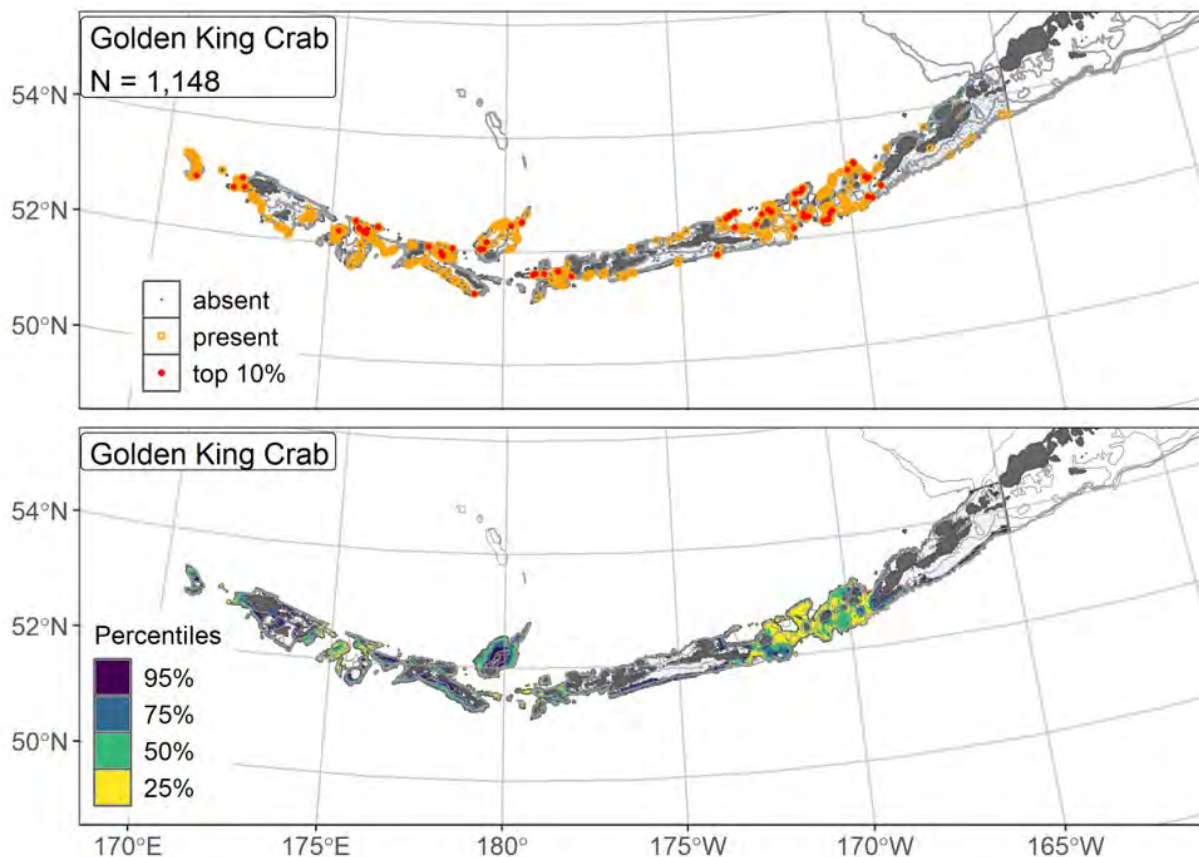 Golden King Crab
N = 1,148
54°N
52°N
50°N
absent
present
top 10%
Golden King Crab
54°N
52°N
50°N
Percentiles
95%
75%
50%
25%
170°E
175°E
180°
175°W
170°W
165°W